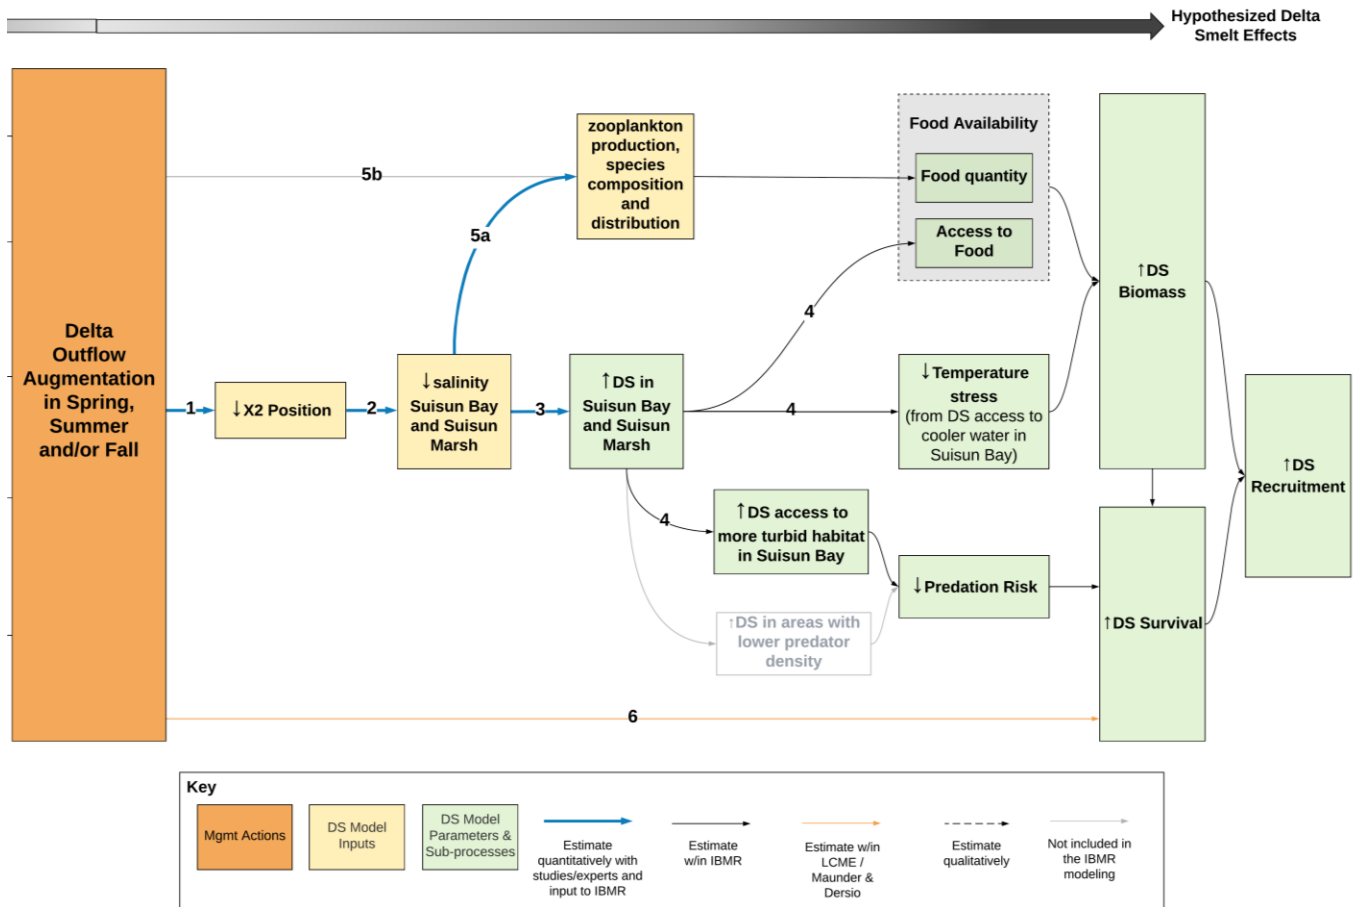 Hypothesized Delta
Smelt Effects
Delta
Outflow
Augmentation
in Spring,
Summer
and/or Fall
5b
5a
zooplankton
production,
species
composition
and
distribution
Food Availability
Food quantity
Access to
Food
↑DS
Biomass
1
↓X2 Position
2
↓salinity
Suisun Bay
and Suisun
Marsh
3
↑DS in
Suisun Bay
and Suisun
Marsh
4
4
↓Temperature
stress
(from DS access to
cooler water in
Suisun Bay)
↑DS
Recruitment
4
↑DS access to
more turbid habitat
in Suisun Bay
↓Predation Risk
↑DS in areas with
lower predator
density
↑DS Survival
6
Key
Mgmt Actions
DS Model
Inputs
DS Model
Parameters &
Sub-processes
Estimate
quantitatively with
studies/experts and
input to IBMR
Estimate
w/in IBMR
Estimate w/in
LCME /
Maunder &
Dersio
Estimate
qualitatively
Not included in
the IBMR
modeling